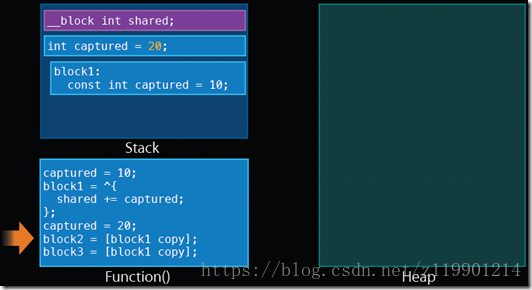 __block int shared;
int captured = 20;
block1:
const int captured = 10;
Stack
captured = 10;
block1 = ^{
shared += captured;
};
captured = 20;
block2 = [block1 copy];
block3 = [block1 copy];
Function()
Heap
https://blog.csdn.net/z119901214